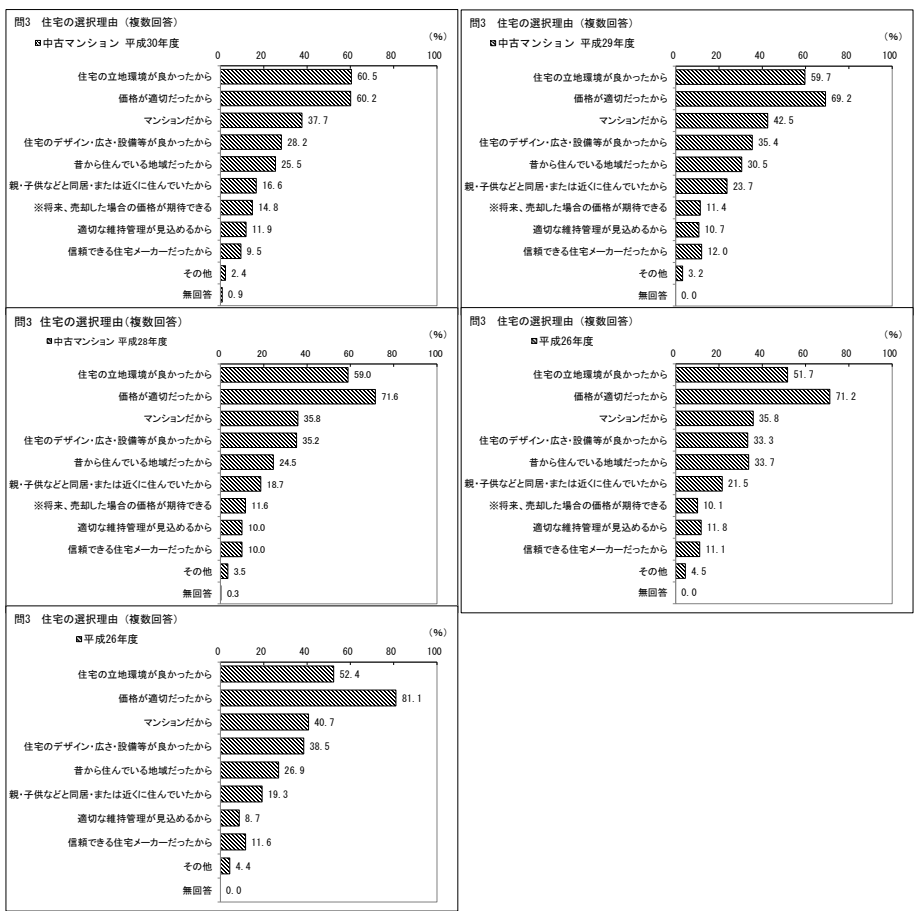 問3 住宅の選択理由（複数回答）
中古マンション 平成30年度
（%）
0 20 40 60 80 100
住宅の立地環境が良かったから 60.5
価格が適切だったから 60.2
マンションだから 37.7
住宅のデザイン・広さ・設備等が良かったから 28.2
昔から住んでいる地域だったから 25.5
親・子供などと同居・または近くに住んでいたから 16.6
※将来、売却した場合の価格が期待できる 14.8
適切な維持管理が見込めるから 11.9
信頼できる住宅メーカーだったから 9.5
その他 2.4
無回答 0.9
問3 住宅の選択理由（複数回答）
中古マンション 平成29年度
（%）
0 20 40 60 80 100
住宅の立地環境が良かったから 59.7
価格が適切だったから 69.2
マンションだから 42.5
住宅のデザイン・広さ・設備等が良かったから 35.4
昔から住んでいる地域だったから 30.5
親・子供などと同居・または近くに住んでいたから 23.7
※将来、売却した場合の価格が期待できる 11.4
適切な維持管理が見込めるから 10.7
信頼できる住宅メーカーだったから 12.0
その他 3.2
無回答 0.0
問3 住宅の選択理由（複数回答）
中古マンション 平成28年度
（%）
0 20 40 60 80 100
住宅の立地環境が良かったから 59.0
価格が適切だったから 71.6
マンションだから 35.8
住宅のデザイン・広さ・設備等が良かったから 35.2
昔から住んでいる地域だったから 24.5
親・子供などと同居・または近くに住んでいたから 18.7
※将来、売却した場合の価格が期待できる 11.6
適切な維持管理が見込めるから 10.0
信頼できる住宅メーカーだったから 10.0
その他 3.5
無回答 0.3
問3 住宅の選択理由（複数回答）
平成26年度
（%）
0 20 40 60 80 100
住宅の立地環境が良かったから 51.7
価格が適切だったから 71.2
マンションだから 35.8
住宅のデザイン・広さ・設備等が良かったから 33.3
昔から住んでいる地域だったから 33.7
親・子供などと同居・または近くに住んでいたから 21.5
※将来、売却した場合の価格が期待できる 10.1
適切な維持管理が見込めるから 11.8
信頼できる住宅メーカーだったから 11.1
その他 4.5
無回答 0.0
問3 住宅の選択理由（複数回答）
平成26年度
（%）
0 20 40 60 80 100
住宅の立地環境が良かったから 52.4
価格が適切だったから 81.1
マンションだから 40.7
住宅のデザイン・広さ・設備等が良かったから 38.5
昔から住んでいる地域だったから 26.9
親・子供などと同居・または近くに住んでいたから 19.3
適切な維持管理が見込めるから 8.7
信頼できる住宅メーカーだったから 11.6
その他 4.4
無回答 0.0